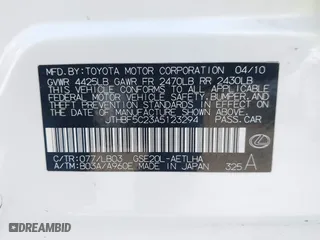 MFD. BY: TOYOTA MOTOR CORPORATION 04/10
GVWR 4425LB GAWR FR 2470LB RR 2430LB
THIS VEHICLE CONFORMS TO ALL APPLICABLE
FEDERAL MOTOR VEHICLE SAFETY, BUMPER, AND
THEFT PREVENTION STANDARDS IN EFFECT ON
THE DATE OF MANUFACTURE SHOWN ABOVE.
JTHBF5C23A5123294 PASS.CAR
C/TR: 077/LB03 GSE20L-AETLHA
A/TM: B03A/A960E MADE IN JAPAN 325 A
DEALERSHIP.CC